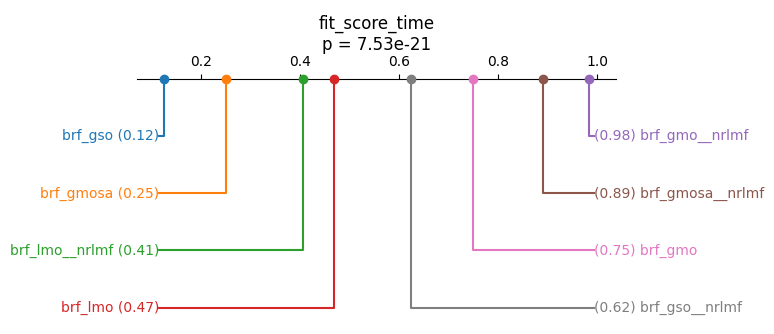 fit_score_time
p = 7.53e-21
0.2 0.4 0.6 0.8 1.0
brf_gso (0.12) (0.98) brf_gmo__nrlmf
brf_gmosa (0.25) (0.89) brf_gmosa__nrlmf
brf_lmo__nrlmf (0.41) (0.75) brf_gmo
brf_lmo (0.47) (0.62) brf_gso__nrlmf